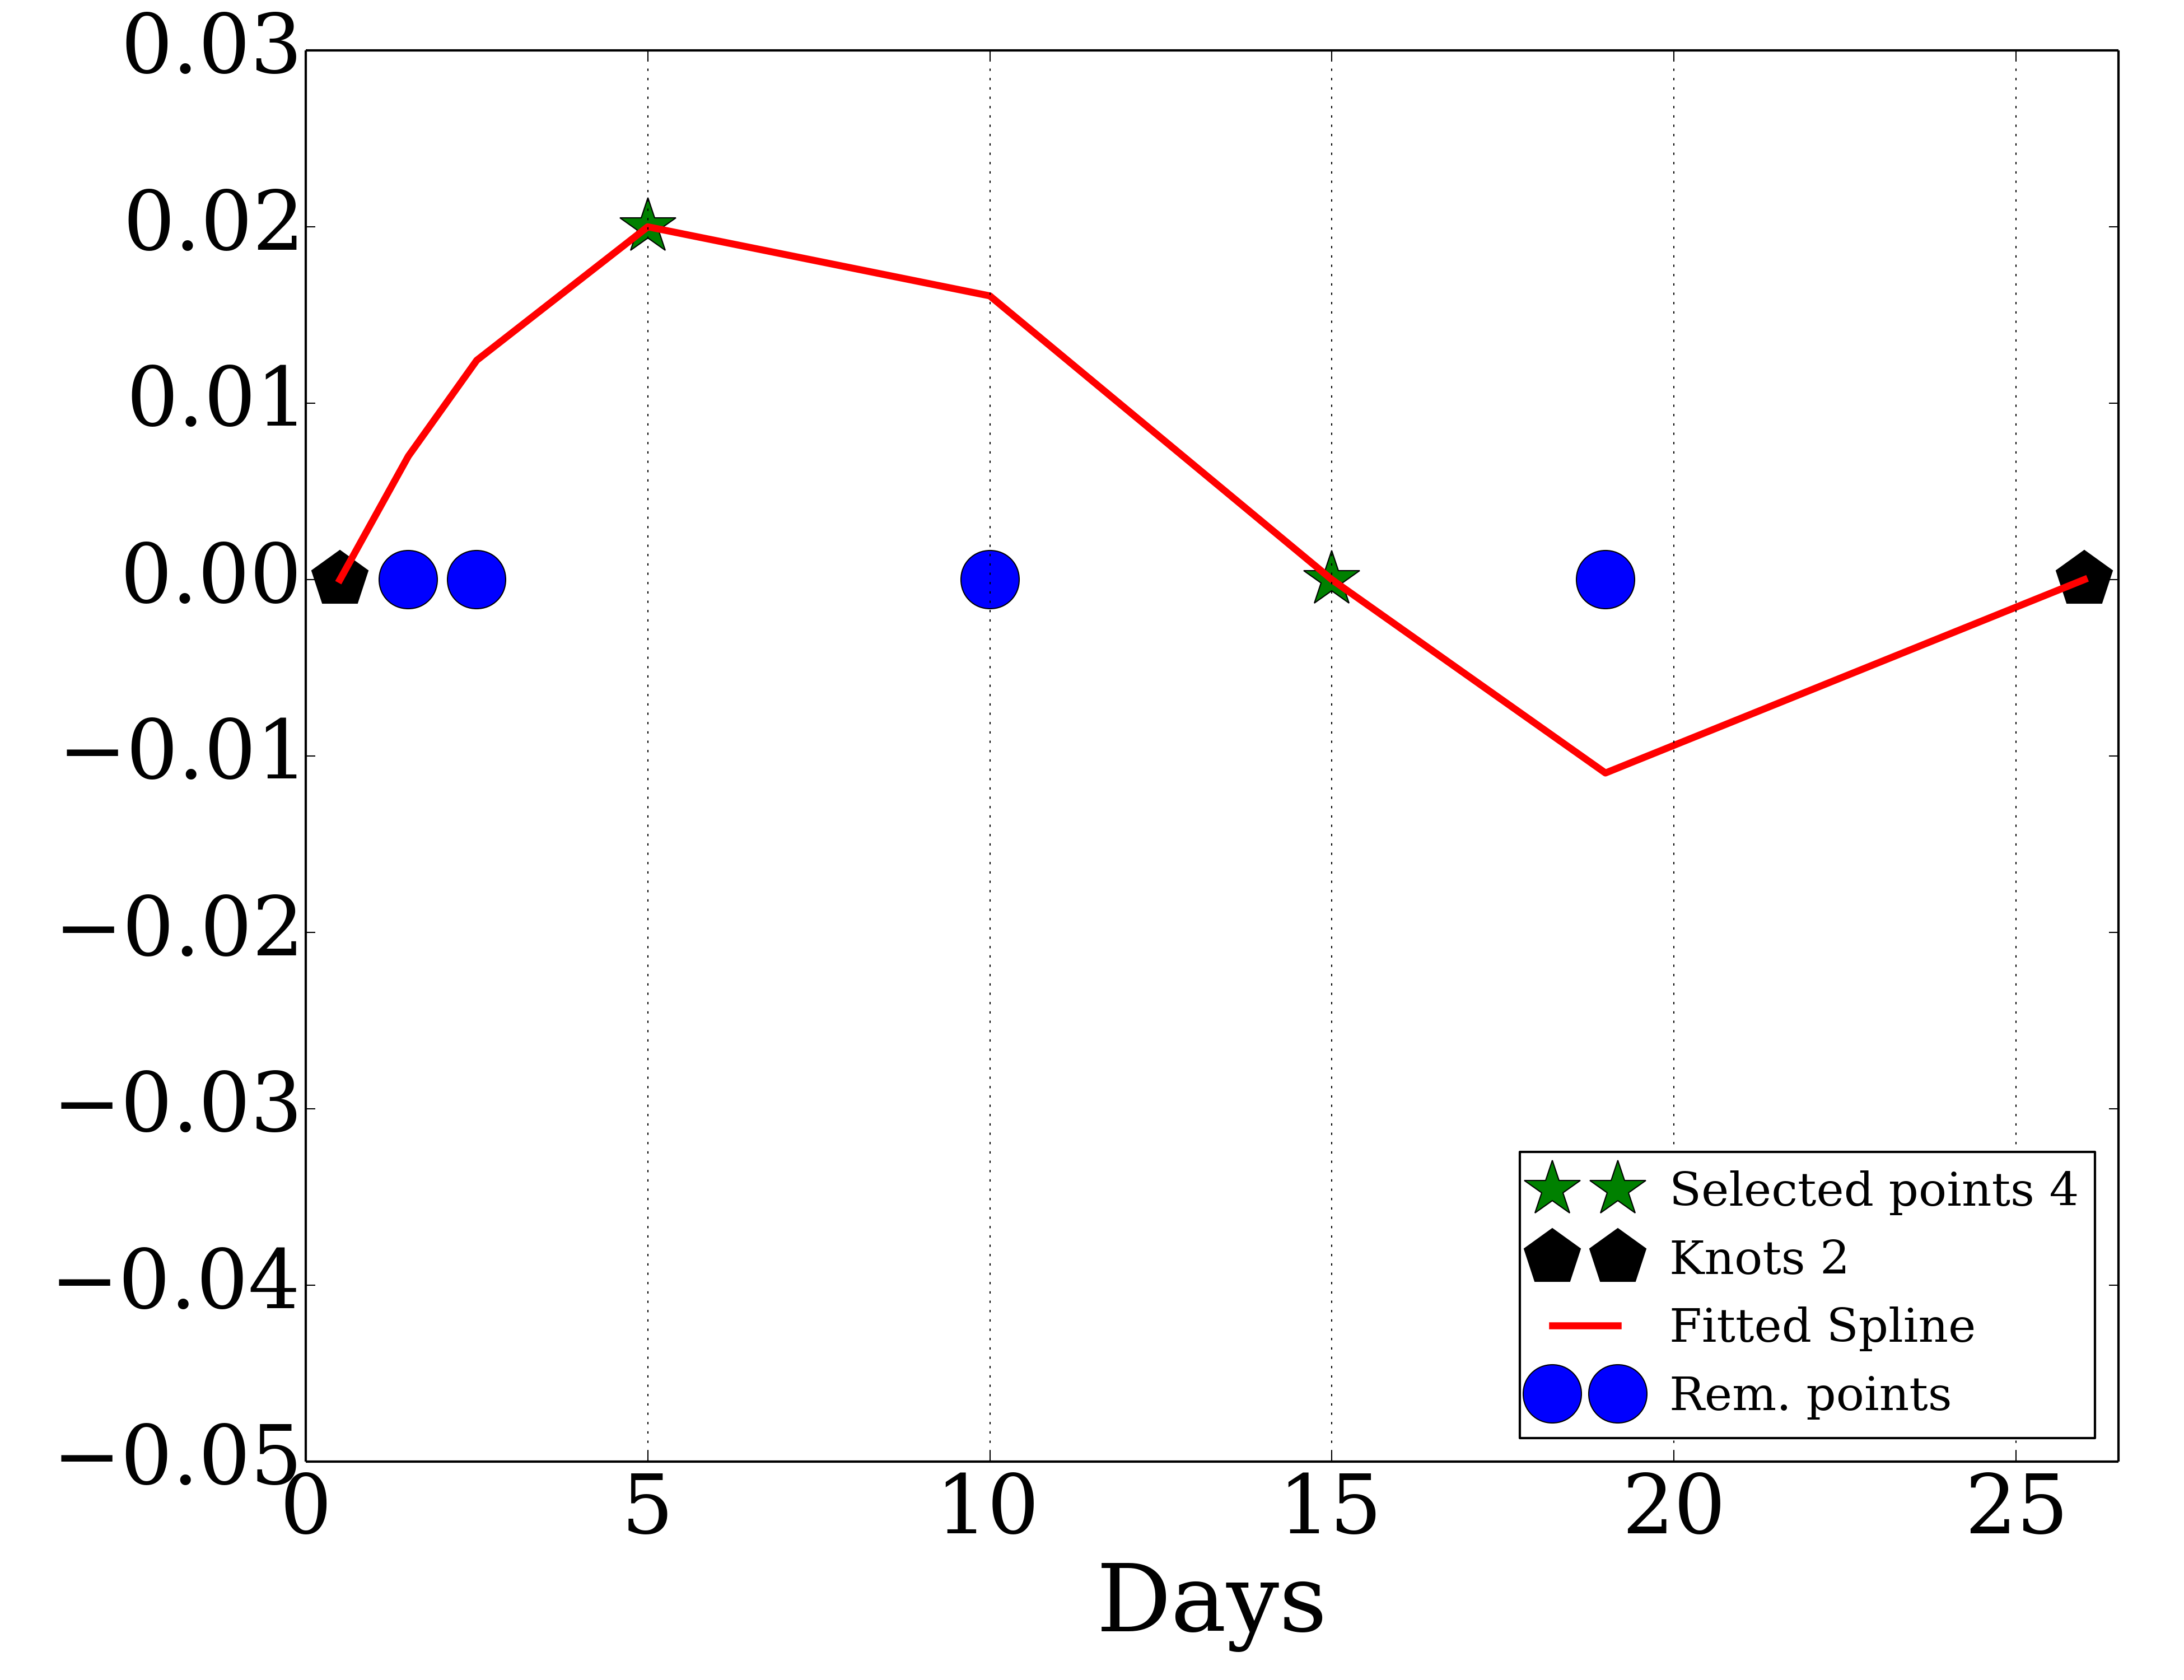 0.03
0.02
0.01
0.00
−0.01
−0.02
−0.03
−0.04
−0.05
0 5 10 15 20 25
Days
Selected points 4
Knots 2
Fitted Spline
Rem. points